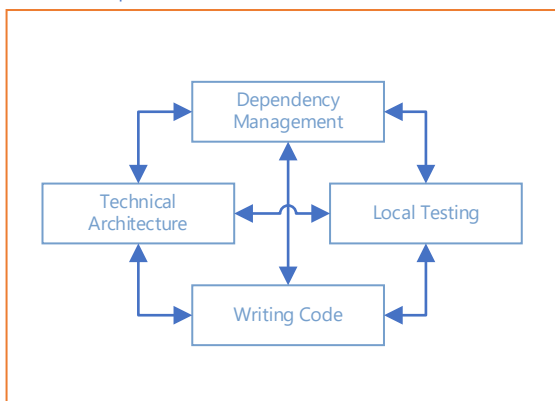 Dependency
Management
Technical
Architecture
Local Testing
Writing Code